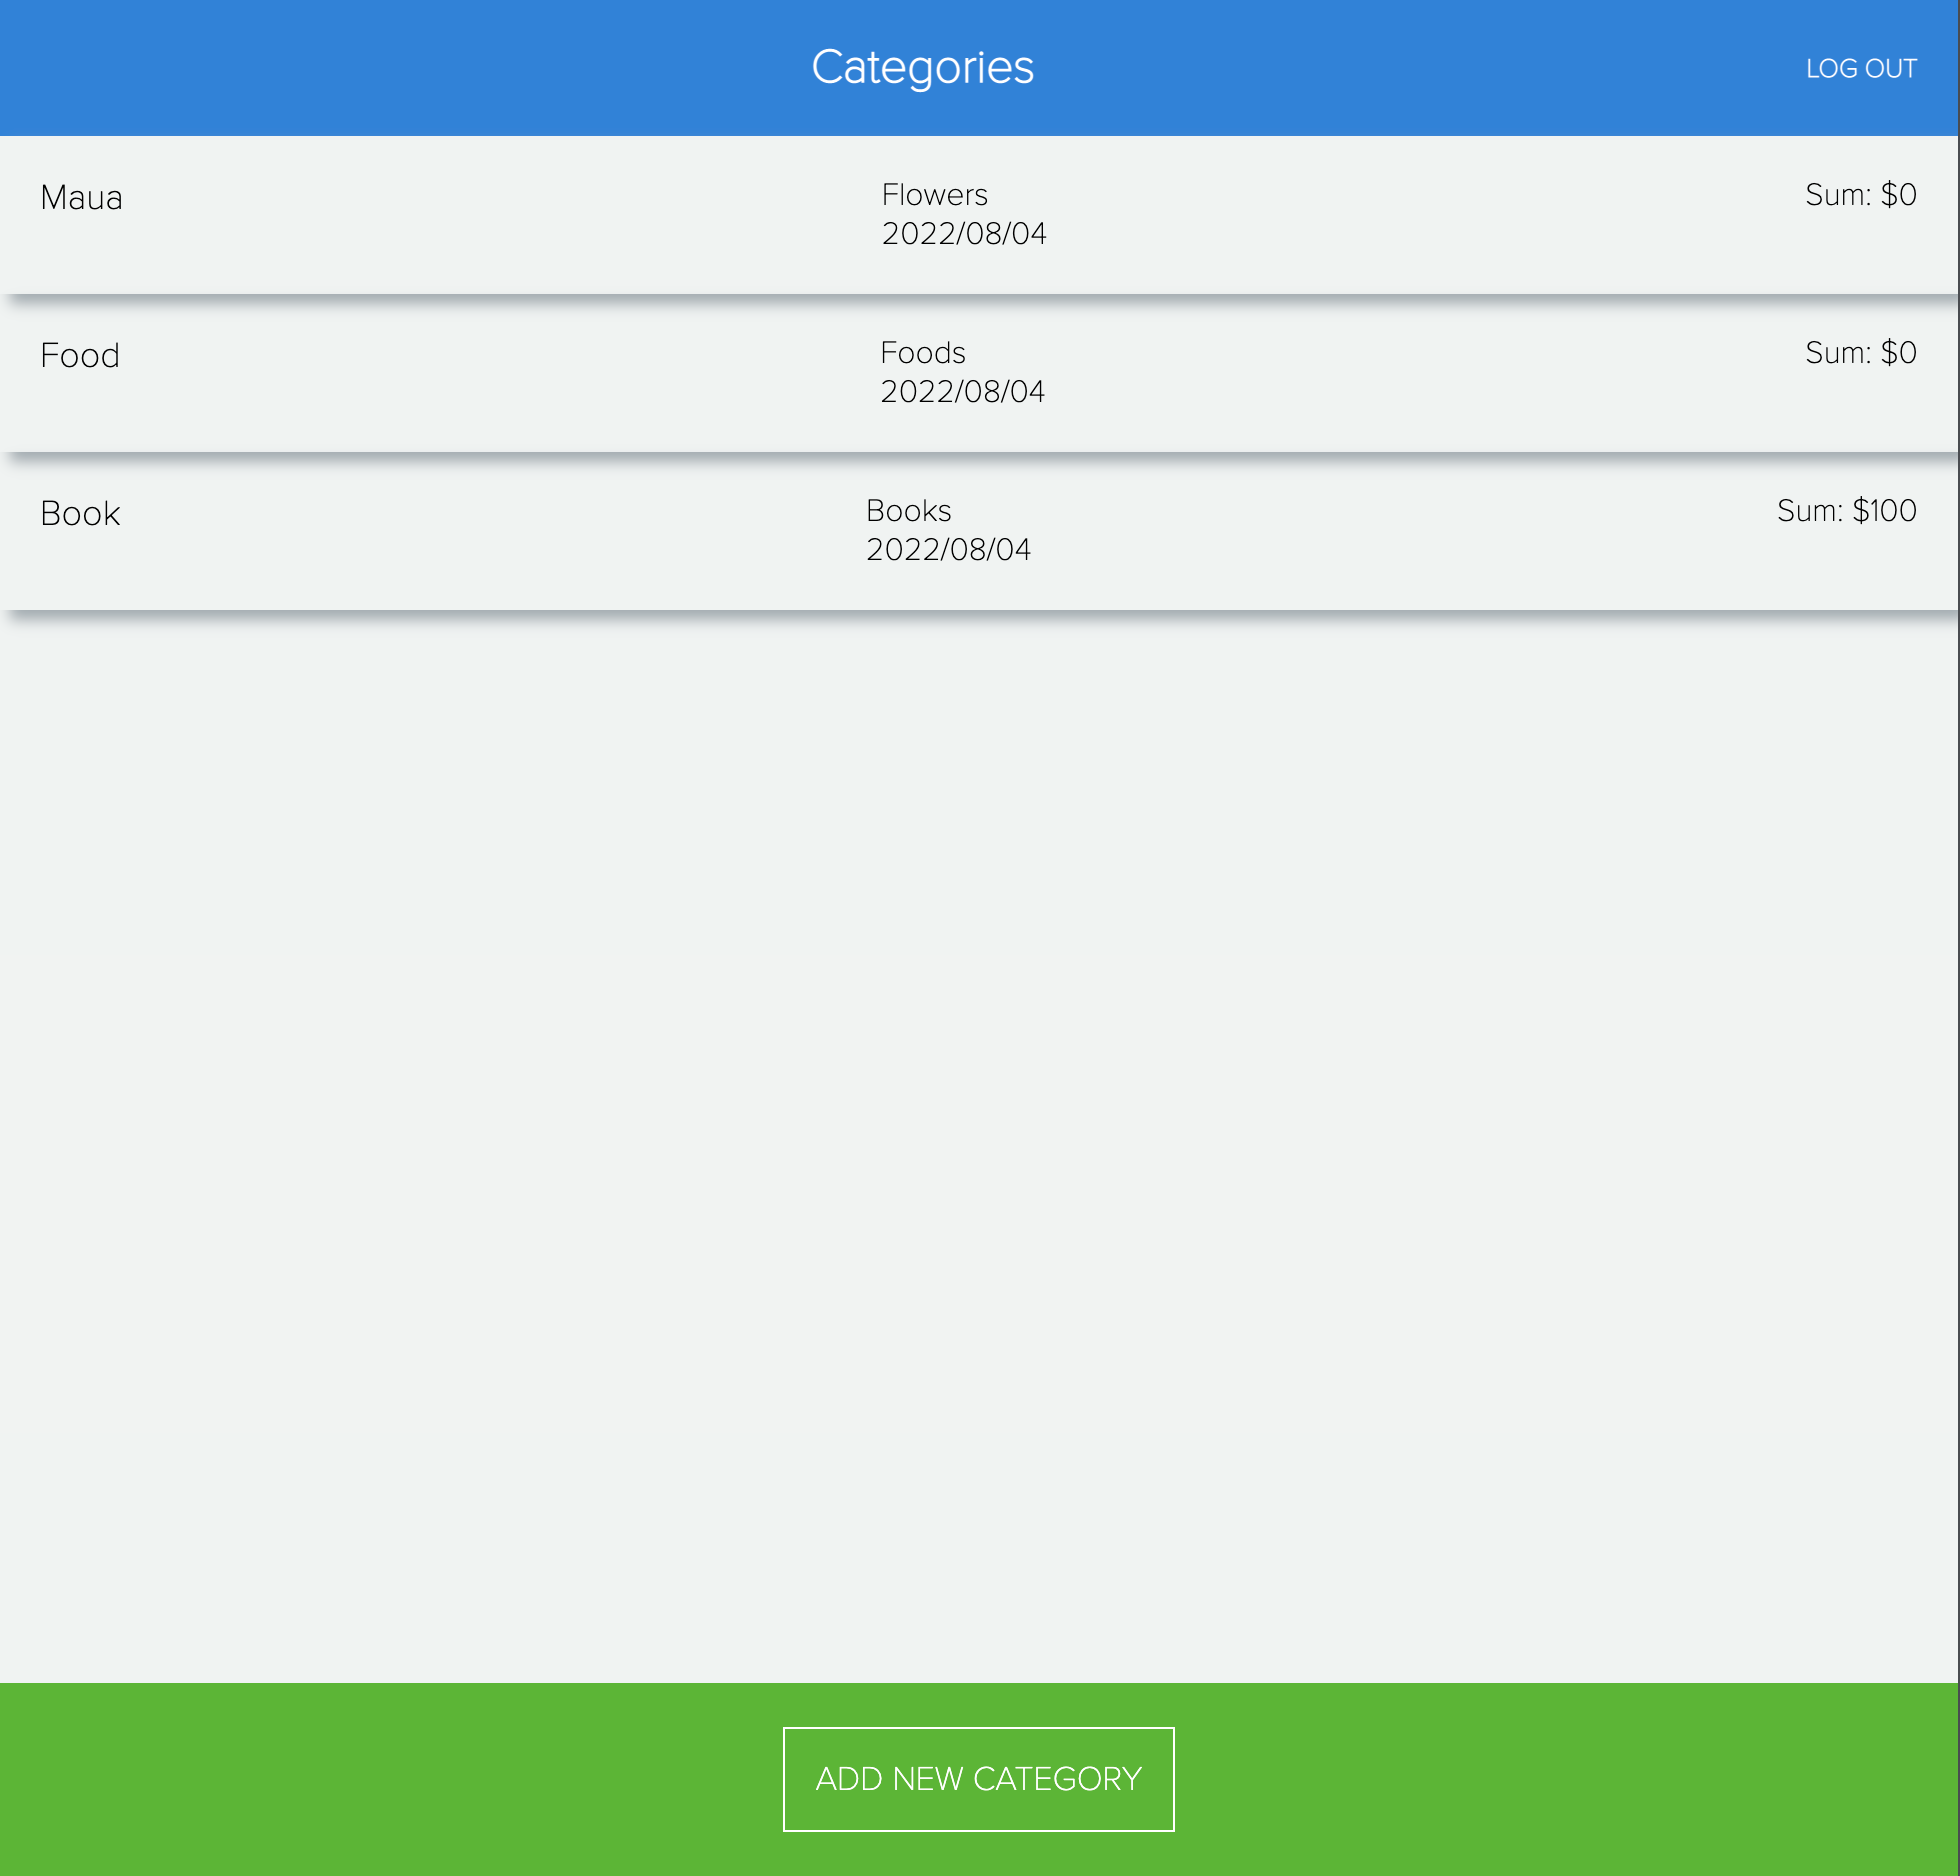 Categories
LOG OUT
Maua
Flowers
2022/08/04
Sum: $0
Food
Foods
2022/08/04
Sum: $0
Book
Books
2022/08/04
Sum: $100
ADD NEW CATEGORY